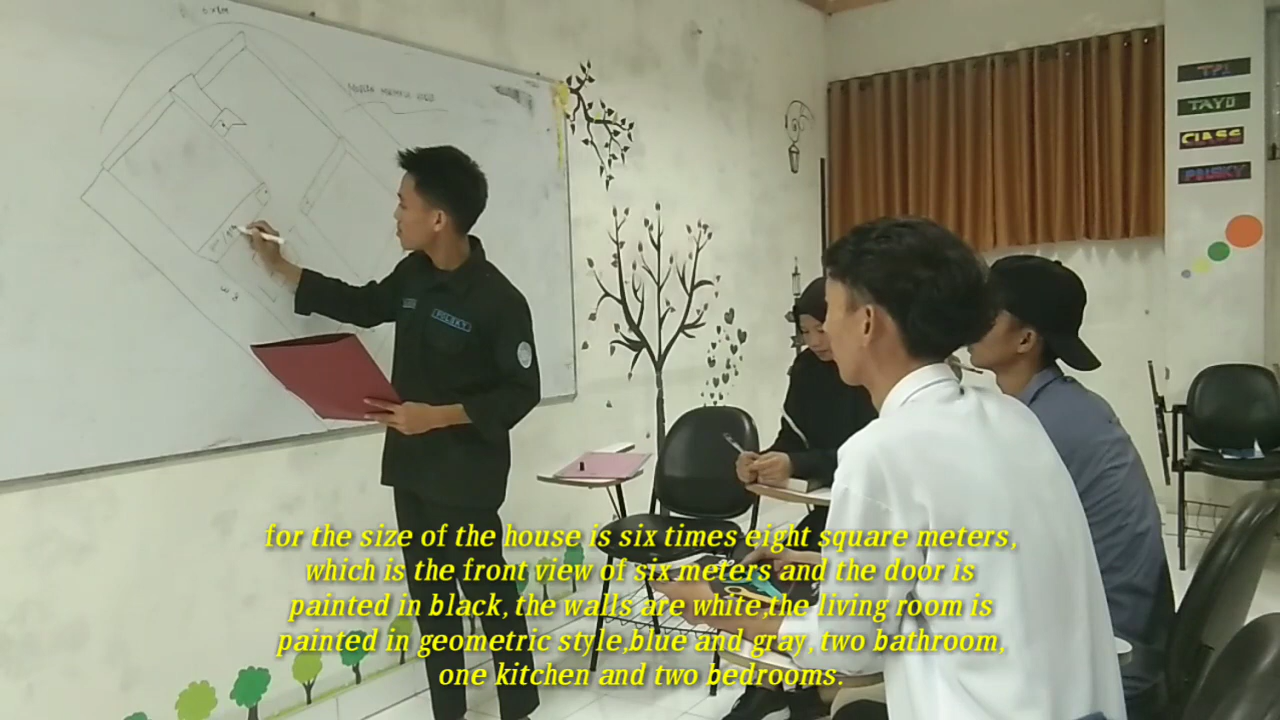 TPI
TAYO
CLASS
POLSKY
POLSKY
for the size of the house is six times eight square meters,
which is the front view of six meters and the door is
painted in black, the walls are white,the living room is
painted in geometric style,blue and gray, two bathroom,
one kitchen and two bedrooms.